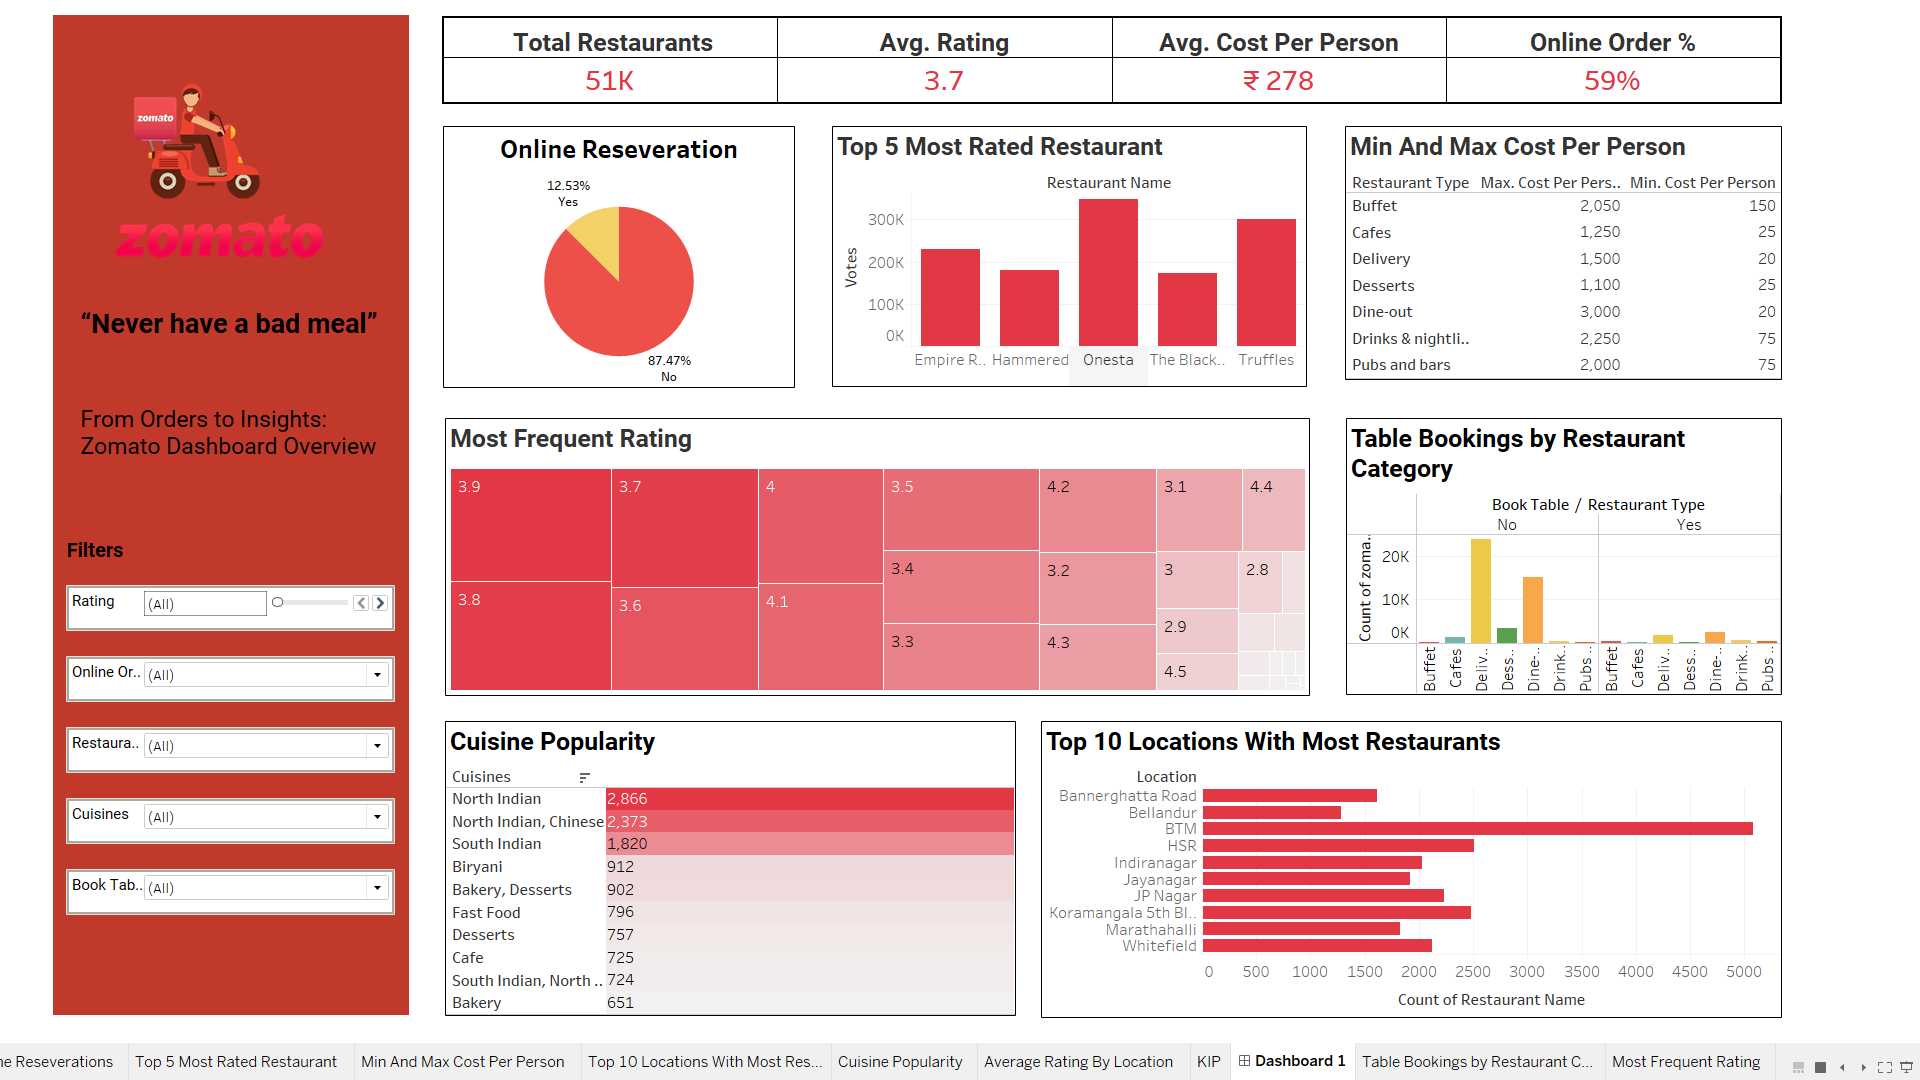 zomato
zomato
“Never have a bad meal”
From Orders to Insights:
Zomato Dashboard Overview
Filters
Rating
(All)
Online Or..
(All)
Restaura..
(All)
Cuisines
(All)
Book Tab..
(All)
Total Restaurants
Avg. Rating
Avg. Cost Per Person
Online Order %
51K
3.7
₹ 278
59%
Online Reseveration
12.53%
Yes
87.47%
No
Top 5 Most Rated Restaurant
Restaurant Name
Votes
300K
200K
100K
0K
Empire R..
Hammered
Onesta
The Black..
Truffles
Min And Max Cost Per Person
Restaurant Type Max. Cost Per Pers.. Min. Cost Per Person
Buffet 2,050 150
Cafes 1,250 25
Delivery 1,500 20
Desserts 1,100 25
Dine-out 3,000 20
Drinks & nightli.. 2,250 75
Pubs and bars 2,000 75
Most Frequent Rating
3.9
3.8
3.7
3.6
4
4.1
3.5
3.4
3.3
4.2
3.2
4.3
3.1
4.4
3
2.8
2.9
4.5
Table Bookings by Restaurant
Category
Book Table / Restaurant Type
No
Yes
Count of zoma..
20K
10K
0K
Buffet
Cafes
Deliv..
Dess..
Dine-..
Drink..
Pubs ..
Buffet
Cafes
Deliv..
Dess..
Dine-..
Drink..
Pubs ..
Cuisine Popularity
Cuisines
North Indian 2,866
North Indian, Chinese 2,373
South Indian 1,820
Biryani 912
Bakery, Desserts 902
Fast Food 796
Desserts 757
Cafe 725
South Indian, North .. 724
Bakery 651
Top 10 Locations With Most Restaurants
Location
Bannerghatta Road
Bellandur
BTM
HSR
Indiranagar
Jayanagar
JP Nagar
Koramangala 5th Bl..
Marathahalli
Whitefield
0 500 1000 1500 2000 2500 3000 3500 4000 4500 5000
Count of Restaurant Name
ne Reseverations
Top 5 Most Rated Restaurant
Min And Max Cost Per Person
Top 10 Locations With Most Res...
Cuisine Popularity
Average Rating By Location
KIP
Dashboard 1
Table Bookings by Restaurant C...
Most Frequent Rating